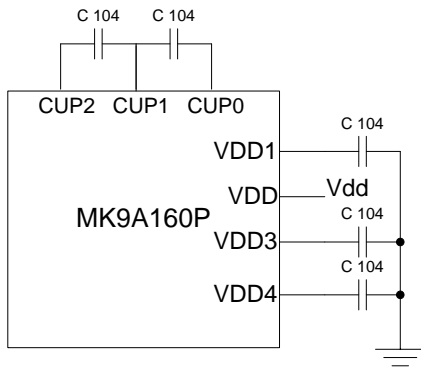 C 104 C 104
CUP2 CUP1 CUP0
C 104
VDD1
VDD Vdd
MK9A160P
C 104
VDD3
C 104
VDD4